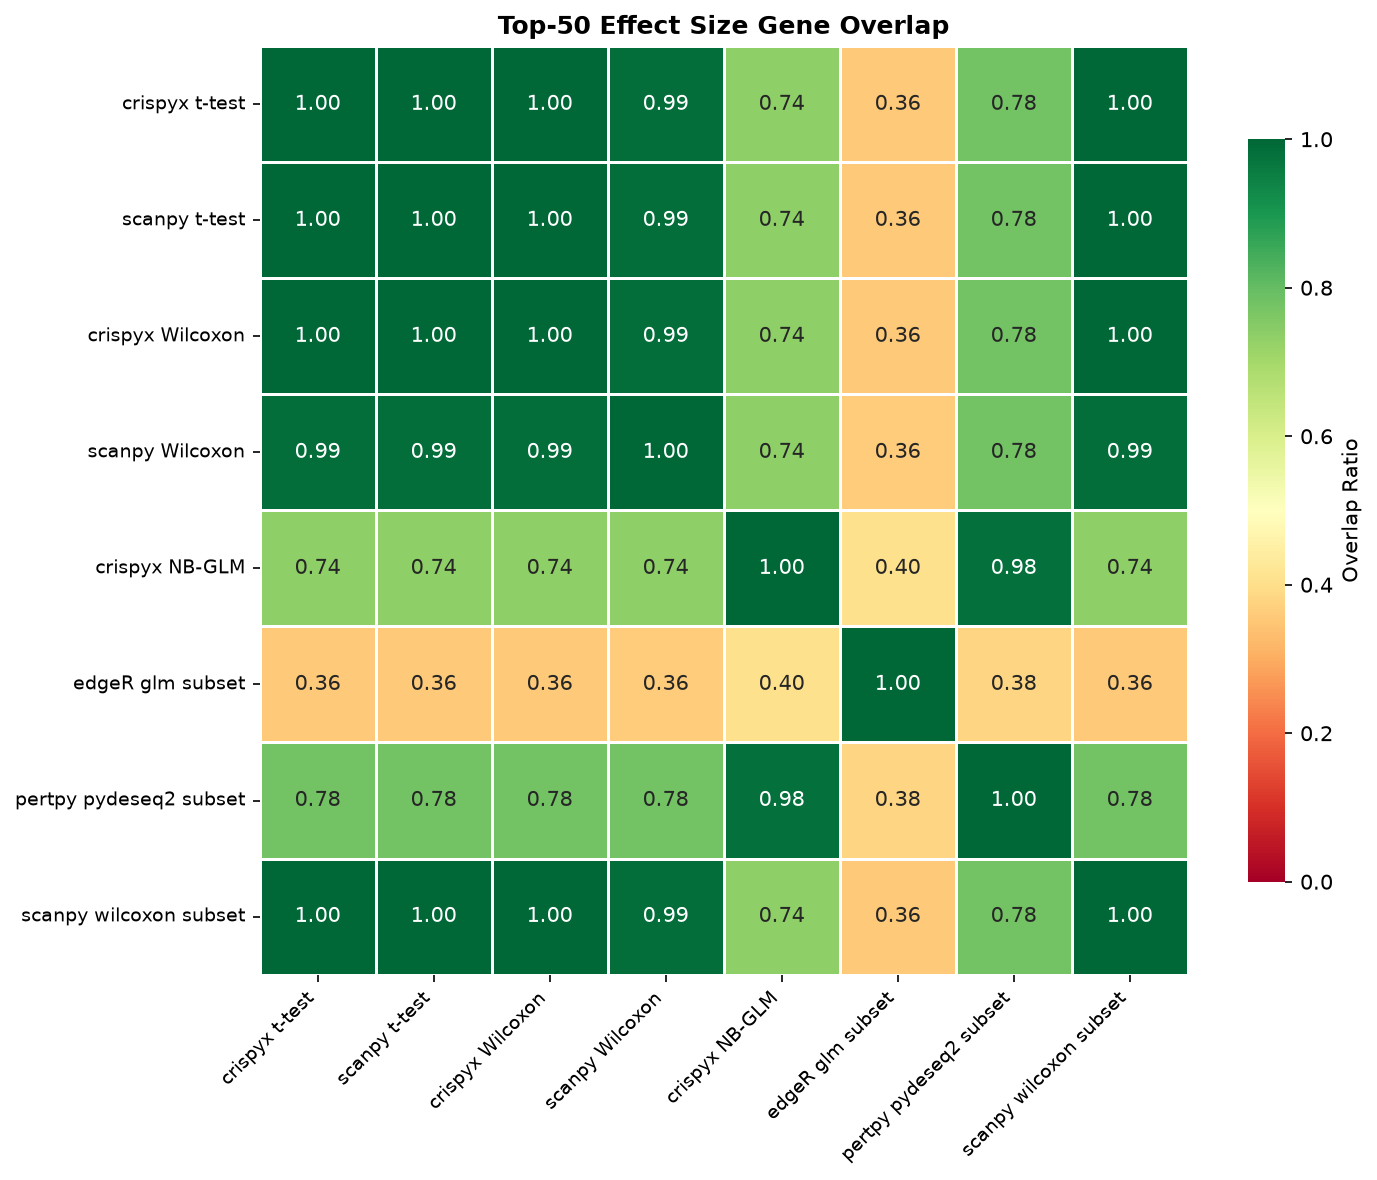 Top-50 Effect Size Gene Overlap
crispyx t-test 1.00 1.00 1.00 0.99 0.74 0.36 0.78 1.00
scanpy t-test 1.00 1.00 1.00 0.99 0.74 0.36 0.78 1.00
crispyx Wilcoxon 1.00 1.00 1.00 0.99 0.74 0.36 0.78 1.00
scanpy Wilcoxon 0.99 0.99 0.99 1.00 0.74 0.36 0.78 0.99
crispyx NB-GLM 0.74 0.74 0.74 0.74 1.00 0.40 0.98 0.74
edgeR glm subset 0.36 0.36 0.36 0.36 0.40 1.00 0.38 0.36
pertpy pydeseq2 subset 0.78 0.78 0.78 0.78 0.98 0.38 1.00 0.78
scanpy wilcoxon subset 1.00 1.00 1.00 0.99 0.74 0.36 0.78 1.00
crispyx t-test
scanpy t-test
crispyx Wilcoxon
scanpy Wilcoxon
crispyx NB-GLM
edgeR glm subset
pertpy pydeseq2 subset
scanpy wilcoxon subset
1.0
0.8
0.6
0.4
0.2
0.0
Overlap Ratio